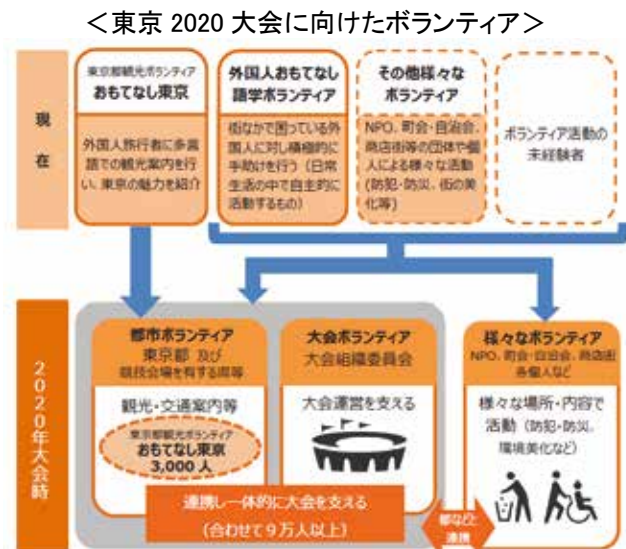 ＜東京 2020 大会に向けたボランティア＞
現在
東京都観光ボランティア
おもてなし東京
外国人旅行者に多言
語での観光案内を行
い、東京の魅力を紹介
外国人おもてなし
語学ボランティア
街なかで困っている外国
人に対し積極的に
手助けを行う（日常
生活の中で自主的に
活動するもの）
その他様々な
ボランティア
NPO、町会・自治会、
商店街等の団体や個
人による様々な活動
(防犯・防災、街の美
化等)
ボランティア活動の
未経験者
2020年大会時
都市ボランティア
東京都 及び
競技会場を有する県等
観光・交通案内等
東京都観光ボランティア
おもてなし東京
3,000 人
大会ボランティア
大会組織委員会
大会運営を支える
様々なボランティア
NPO、町会・自治会、商店街
各個人など
様々な場所・内容で
活動（防犯・防災、
環境美化など）
連携し一体的に大会を支える
（合わせて９万人以上）
都などと
連携